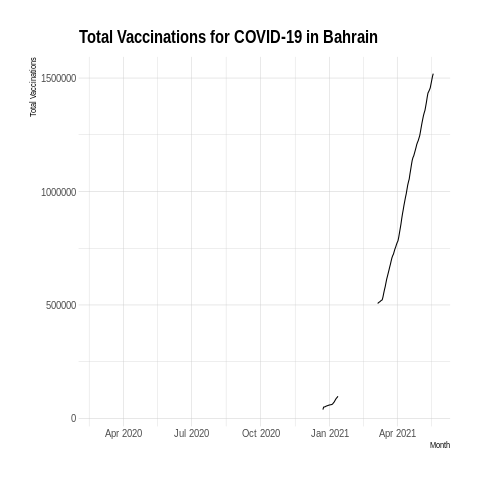 Total Vaccinations for COVID-19 in Bahrain
Total Vaccinations
1500000
1000000
500000
0
Apr 2020 Jul 2020 Oct 2020 Jan 2021 Apr 2021
Month